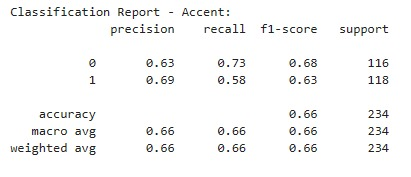 Classification Report - Accent:
precision recall f1-score support
0 0.63 0.73 0.68 116
1 0.69 0.58 0.63 118
accuracy 0.66 234
macro avg 0.66 0.66 0.66 234
weighted avg 0.66 0.66 0.66 234